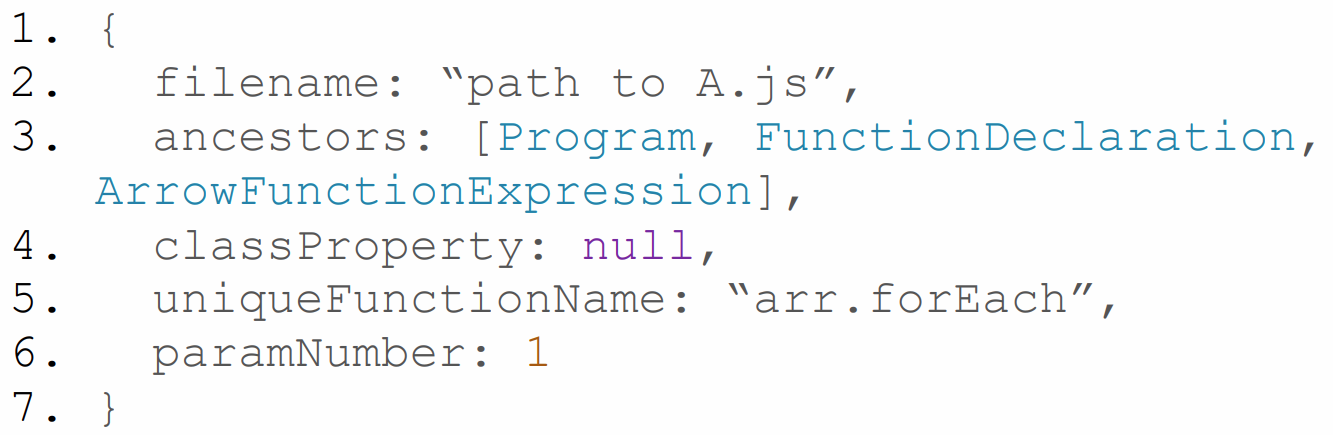 1. {
2. filename: “path to A.js”,
3. ancestors: [Program, FunctionDeclaration,
ArrowFunctionExpression],
4. classProperty: null,
5. uniqueFunctionName: “arr.forEach”,
6. paramNumber: 1
7. }